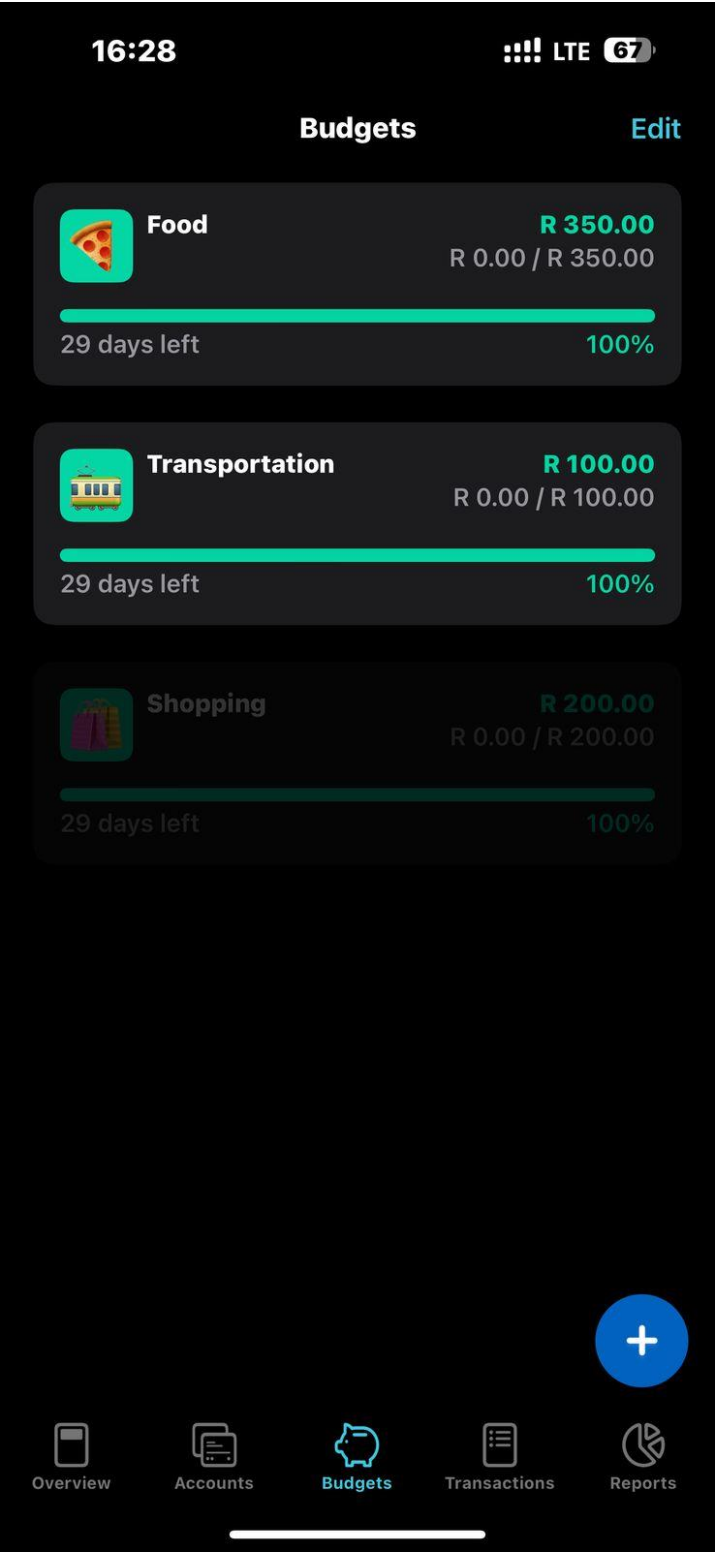 16:28 LTE 67
Budgets Edit
Food R 350.00
R 0.00 / R 350.00
29 days left 100%
Transportation R 100.00
R 0.00 / R 100.00
29 days left 100%
Shopping R 200.00
R 0.00 / R 200.00
29 days left 100%
Overview Accounts Budgets Transactions Reports